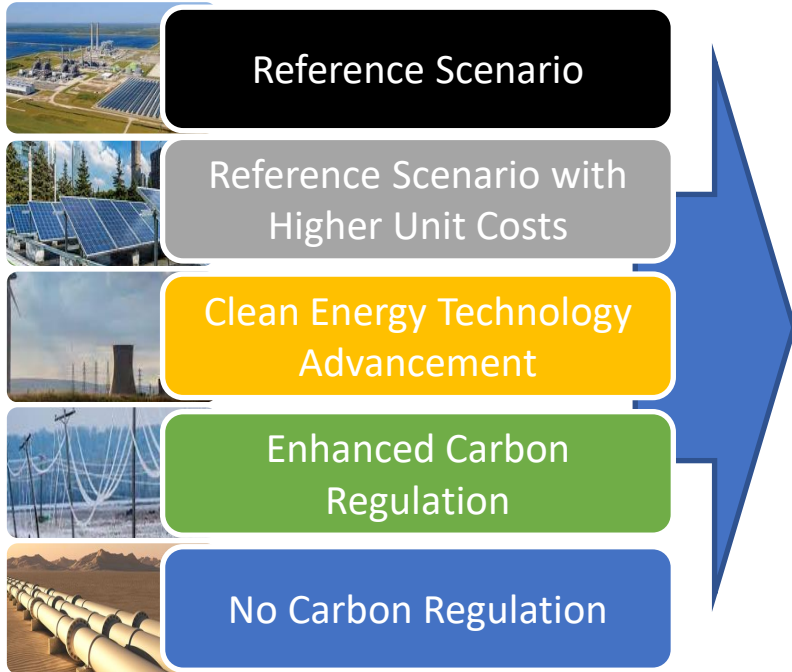 Reference Scenario
Reference Scenario with
Higher Unit Costs
Clean Energy Technology
Advancement
Enhanced Carbon
Regulation
No Carbon Regulation